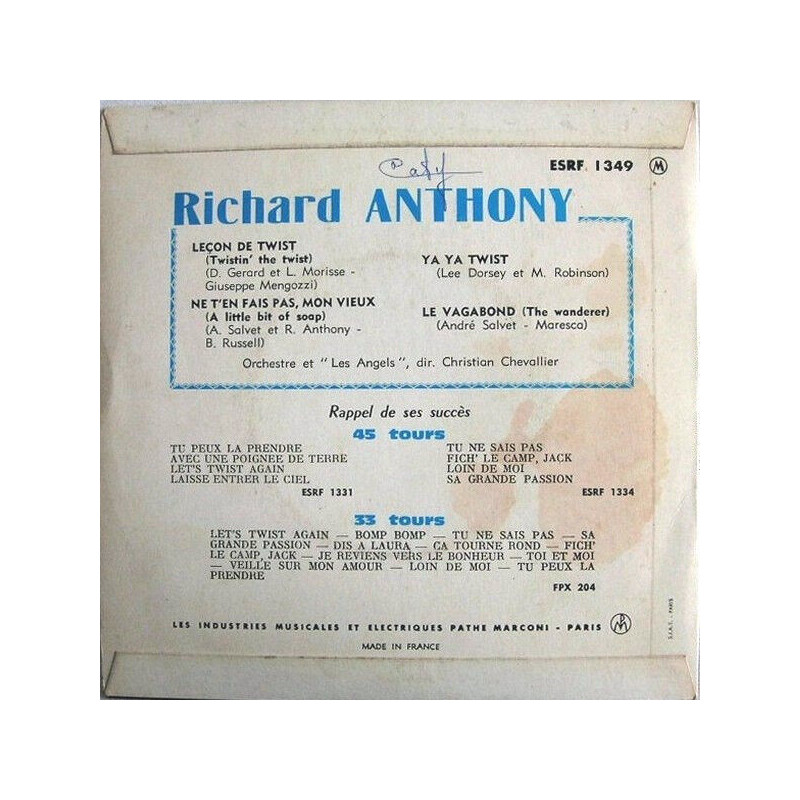 Caty
ESRF 1349 M
Richard ANTHONY
LEÇON DE TWIST
(Twistin' the twist)
(D. Gerard et L. Morisse -
Giuseppe Mengozzi)
NE T'EN FAIS PAS, MON VIEUX
(A little bit of soap)
(A. Salvet et R. Anthony -
B. Russell)
YA YA TWIST
(Lee Dorsey et M. Robinson)
LE VAGABOND (The wanderer)
(André Salvet - Maresca)
Orchestre et "Les Angels", dir. Christian Chevallier
Rappel de ses succès
45 tours
TU PEUX LA PRENDRE
AVEC UNE POIGNEE DE TERRE
LET'S TWIST AGAIN
LAISSE ENTRER LE CIEL
ESRF 1331
TU NE SAIS PAS
FICH' LE CAMP, JACK
LOIN DE MOI
SA GRANDE PASSION
ESRF 1334
33 tours
LET'S TWIST AGAIN — BOMP BOMP — TU NE SAIS PAS — SA
GRANDE PASSION — DIS A LAURA — ÇA TOURNE ROND — FICH'
LE CAMP, JACK — JE REVIENS VERS LE BONHEUR — TOI ET MOI
— VEILLE SUR MON AMOUR — LOIN DE MOI — TU PEUX LA
PRENDRE
FPX 204
LES INDUSTRIES MUSICALES ET ELECTRIQUES PATHE MARCONI - PARIS
MADE IN FRANCE
S.I.A.T. - PARIS